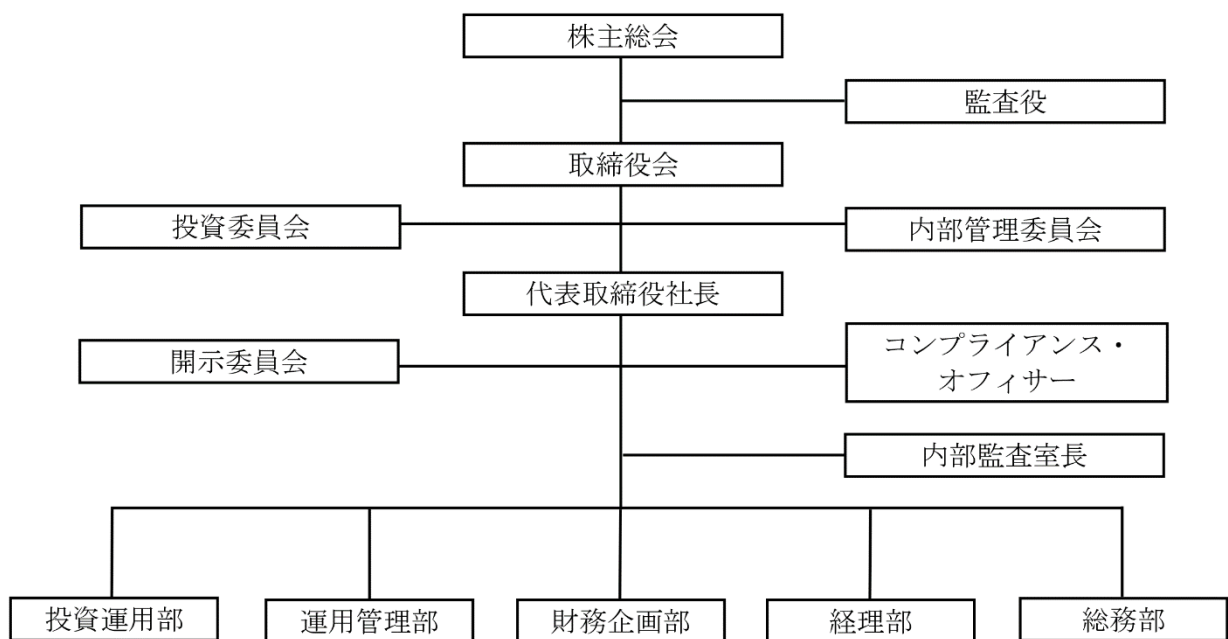 株主総会
監査役
取締役会
投資委員会
内部管理委員会
代表取締役社長
開示委員会
コンプライアンス・
オフィサー
内部監査室長
投資運用部
運用管理部
財務企画部
経理部
総務部